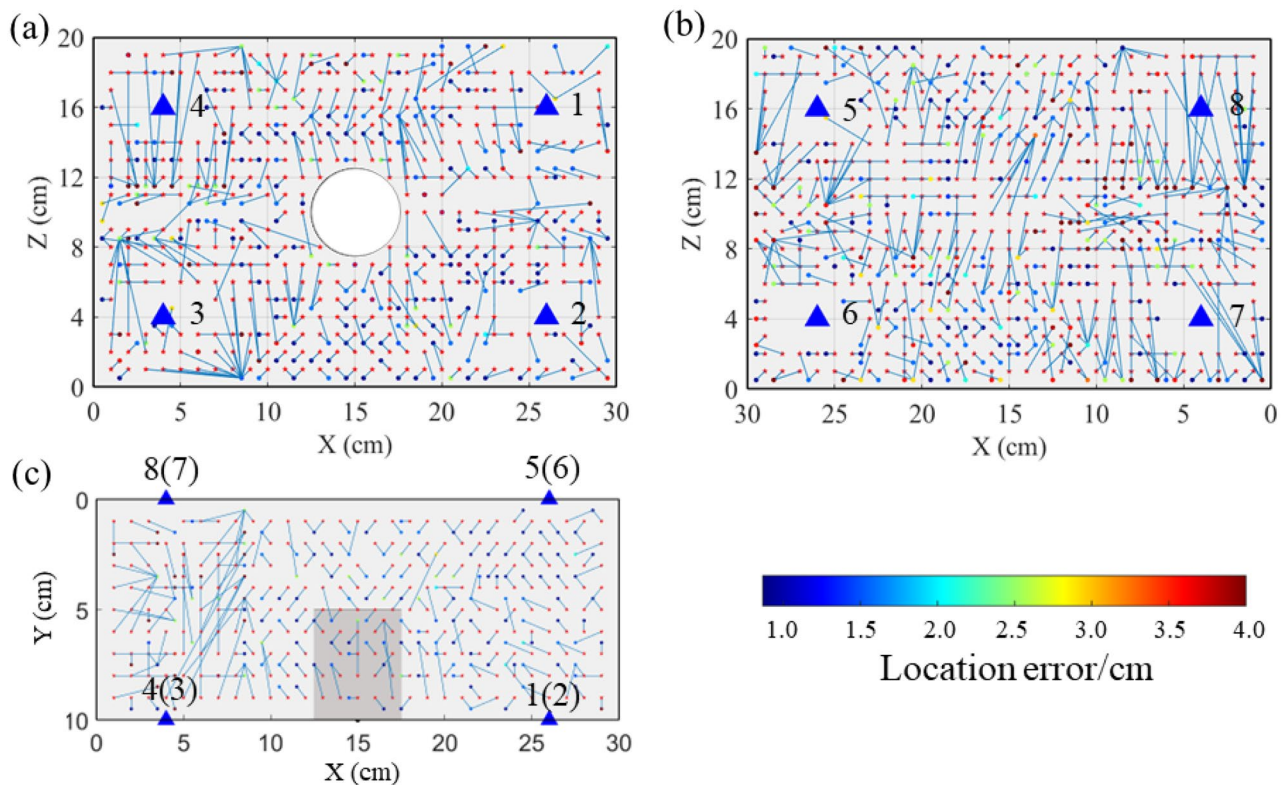 (a)
20
16
12
8
4
0
Z (cm)
4
1
3
2
0 5 10 15 20 25 30
X (cm)
(b)
20
16
12
8
4
0
Z (cm)
5
8
6
7
30 25 20 15 10 5 0
X (cm)
(c)
8(7) 5(6)
0
5
10
Y (cm)
4(3) 1(2)
0 5 10 15 20 25 30
X (cm)
1.0 1.5 2.0 2.5 3.0 3.5 4.0
Location error/cm